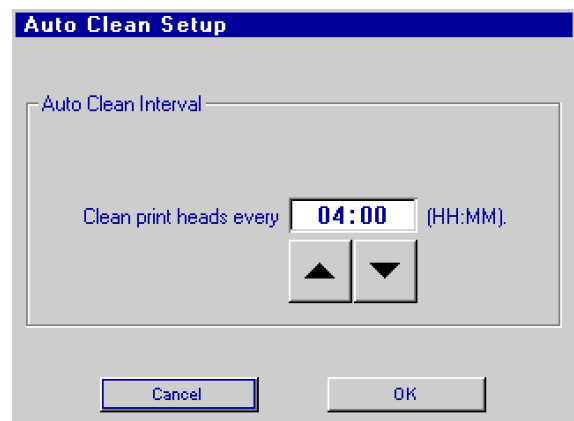 Auto Clean Setup
Auto Clean Interval
Clean print heads every 04:00 (HH:MM).
Cancel OK